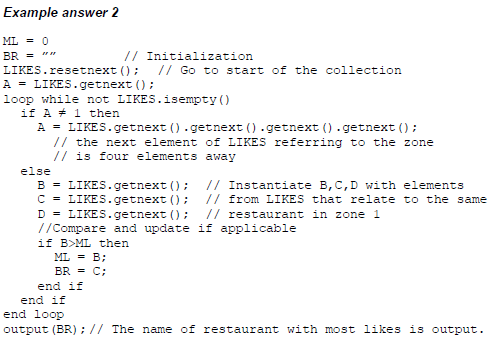 Example answer 2
ML = 0
BR = ""          // Initialization
LIKES.resetnext();  // Go to start of the collection
A = LIKES.getnext();
loop while not LIKES.isempty()
  if A ≠ 1 then
    A = LIKES.getnext().getnext().getnext().getnext();
      // the next element of LIKES referring to the zone
      // is four elements away
  else
    B = LIKES.getnext();  // Instantiate B,C,D with elements
    C = LIKES.getnext();  // from LIKES that relate to the same
    D = LIKES.getnext();  // restaurant in zone 1
    //Compare and update if applicable
    if B>ML then
      ML = B;
      BR = C;
    end if
  end if
end loop
output(BR);// The name of restaurant with most likes is output.